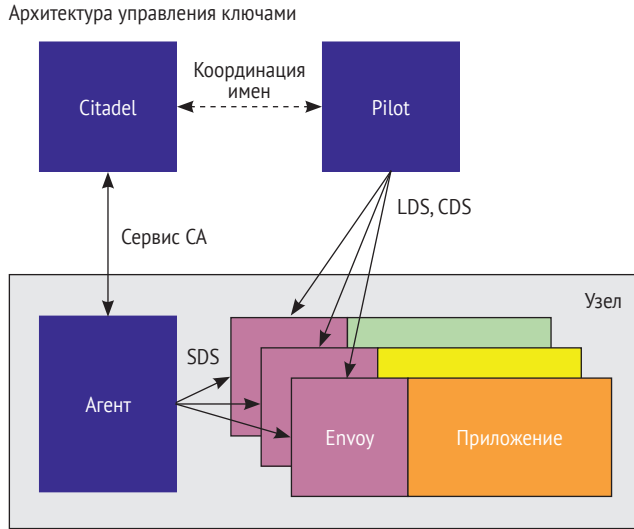 Архитектура управления ключами
Citadel
Координация
имен
Pilot
LDS, CDS
Сервис CA
Узел
SDS
Агент
Envoy
Приложение